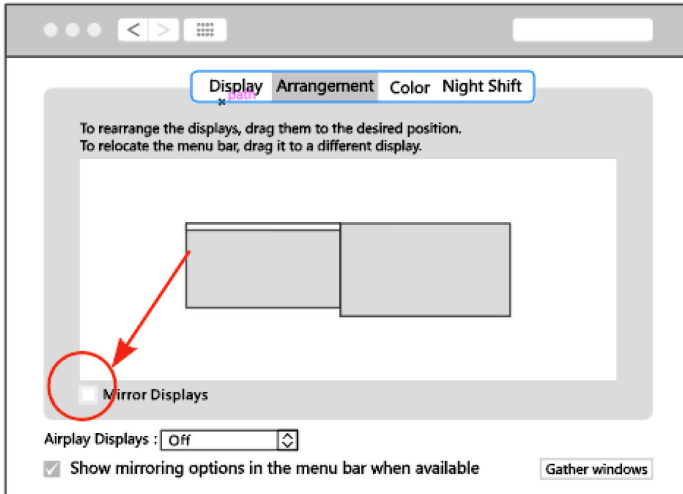 Display Arrangement Color Night Shift
path
To rearrange the displays, drag them to the desired position.
To relocate the menu bar, drag it to a different display.
Mirror Displays
Airplay Displays : Off
Show mirroring options in the menu bar when available
Gather windows